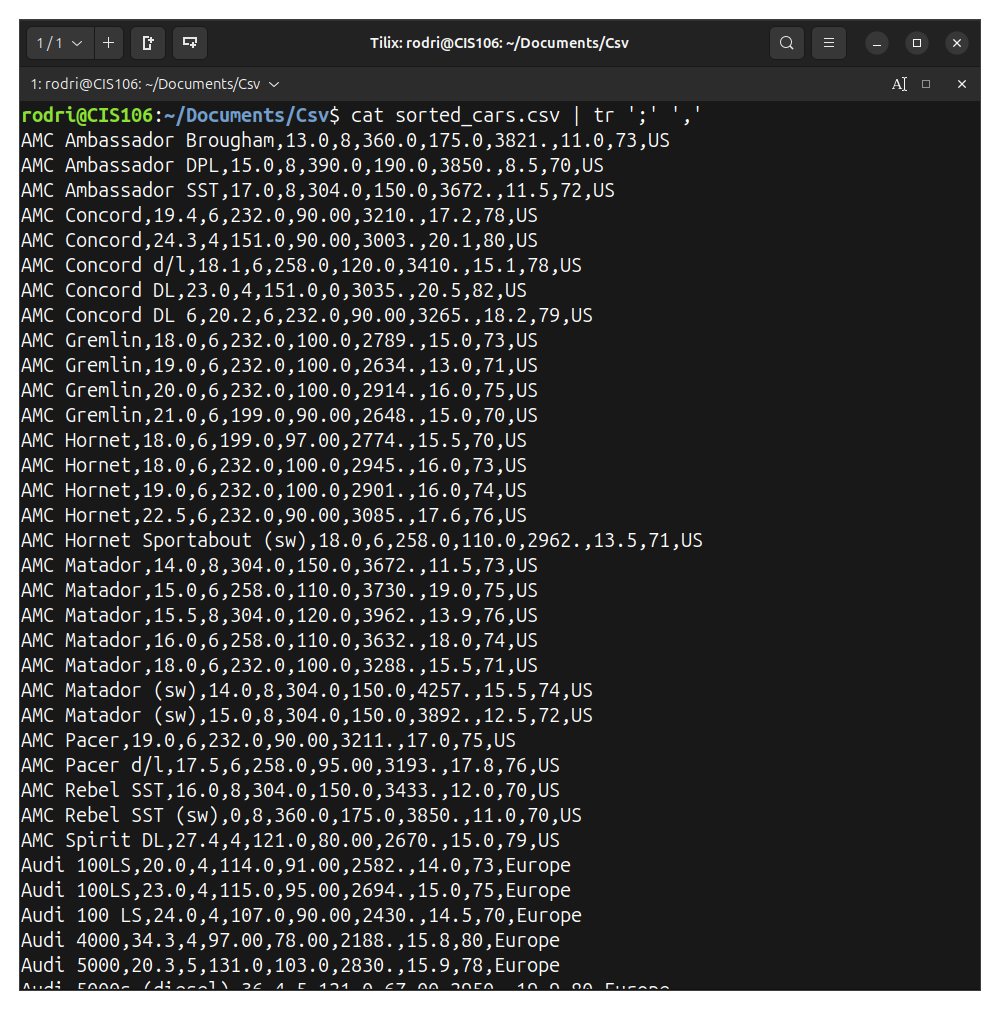 1 / 1
Tilix: rodri@CIS106: ~/Documents/Csv
1: rodri@CIS106: ~/Documents/Csv
rodri@CIS106:~/Documents/Csv$ cat sorted_cars.csv | tr ';' ','
AMC Ambassador Brougham,13.0,8,360.0,175.0,3821.,11.0,73,US
AMC Ambassador DPL,15.0,8,390.0,190.0,3850.,8.5,70,US
AMC Ambassador SST,17.0,8,304.0,150.0,3672.,11.5,72,US
AMC Concord,19.4,6,232.0,90.00,3210.,17.2,78,US
AMC Concord,24.3,4,151.0,90.00,3003.,20.1,80,US
AMC Concord d/l,18.1,6,258.0,120.0,3410.,15.1,78,US
AMC Concord DL,23.0,4,151.0,0,3035.,20.5,82,US
AMC Concord DL 6,20.2,6,232.0,90.00,3265.,18.2,79,US
AMC Gremlin,18.0,6,232.0,100.0,2789.,15.0,73,US
AMC Gremlin,19.0,6,232.0,100.0,2634.,13.0,71,US
AMC Gremlin,20.0,6,232.0,100.0,2914.,16.0,75,US
AMC Gremlin,21.0,6,199.0,90.00,2648.,15.0,70,US
AMC Hornet,18.0,6,199.0,97.00,2774.,15.5,70,US
AMC Hornet,18.0,6,232.0,100.0,2945.,16.0,73,US
AMC Hornet,19.0,6,232.0,100.0,2901.,16.0,74,US
AMC Hornet,22.5,6,232.0,90.00,3085.,17.6,76,US
AMC Hornet Sportabout (sw),18.0,6,258.0,110.0,2962.,13.5,71,US
AMC Matador,14.0,8,304.0,150.0,3672.,11.5,73,US
AMC Matador,15.0,6,258.0,110.0,3730.,19.0,75,US
AMC Matador,15.5,8,304.0,120.0,3962.,13.9,76,US
AMC Matador,16.0,6,258.0,110.0,3632.,18.0,74,US
AMC Matador,18.0,6,232.0,100.0,3288.,15.5,71,US
AMC Matador (sw),14.0,8,304.0,150.0,4257.,15.5,74,US
AMC Matador (sw),15.0,8,304.0,150.0,3892.,12.5,72,US
AMC Pacer,19.0,6,232.0,90.00,3211.,17.0,75,US
AMC Pacer d/l,17.5,6,258.0,95.00,3193.,17.8,76,US
AMC Rebel SST,16.0,8,304.0,150.0,3433.,12.0,70,US
AMC Rebel SST (sw),0,8,360.0,175.0,3850.,11.0,70,US
AMC Spirit DL,27.4,4,121.0,80.00,2670.,15.0,79,US
Audi 100LS,20.0,4,114.0,91.00,2582.,14.0,73,Europe
Audi 100LS,23.0,4,115.0,95.00,2694.,15.0,75,Europe
Audi 100 LS,24.0,4,107.0,90.00,2430.,14.5,70,Europe
Audi 4000,34.3,4,97.00,78.00,2188.,15.8,80,Europe
Audi 5000,20.3,5,131.0,103.0,2830.,15.9,78,Europe
Audi 5000s (diesel),36.4,5,121.0,67.00,2950.,19.9,80,Europe